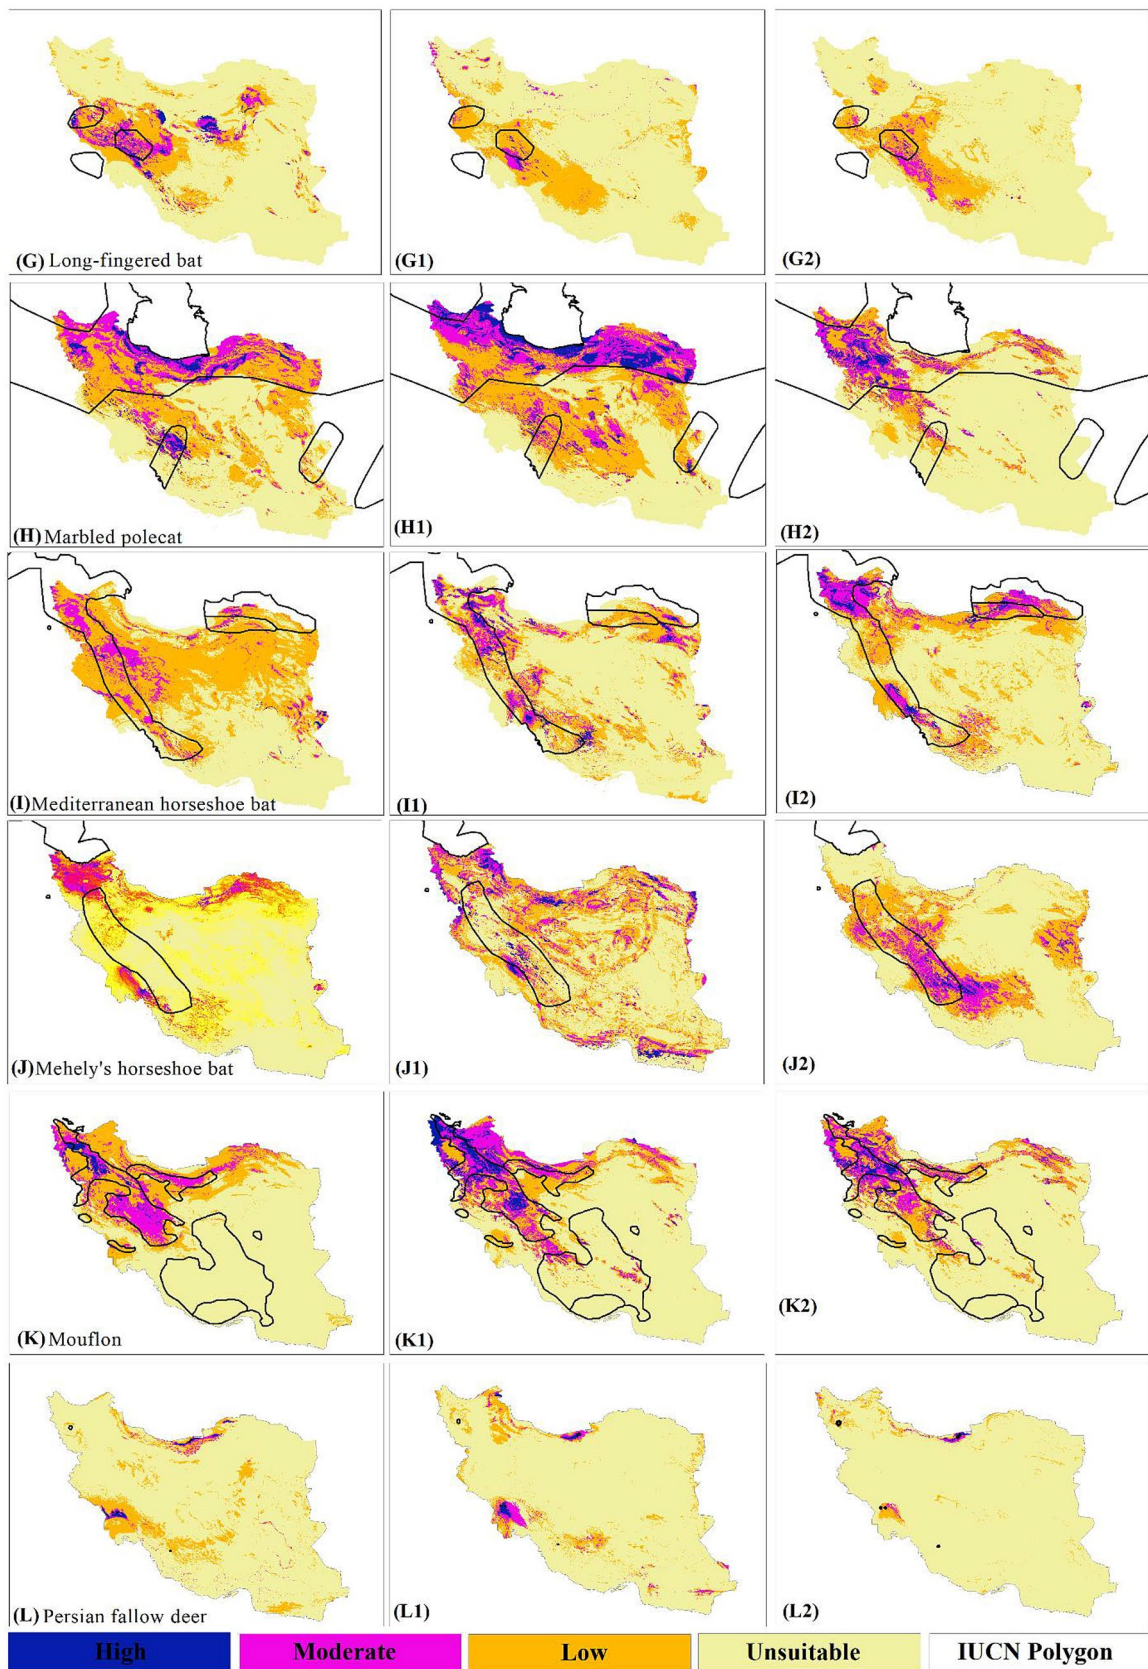 (G) Long-fingered bat
(G1)
(G2)
(H) Marbled polecat
(H1)
(H2)
(I) Mediterranean horseshoe bat
(I1)
(I2)
(J) Mehely's horseshoe bat
(J1)
(J2)
(K) Mouflon
(K1)
(K2)
(L) Persian fallow deer
(L1)
(L2)
High Moderate Low Unsuitable IUCN Polygon